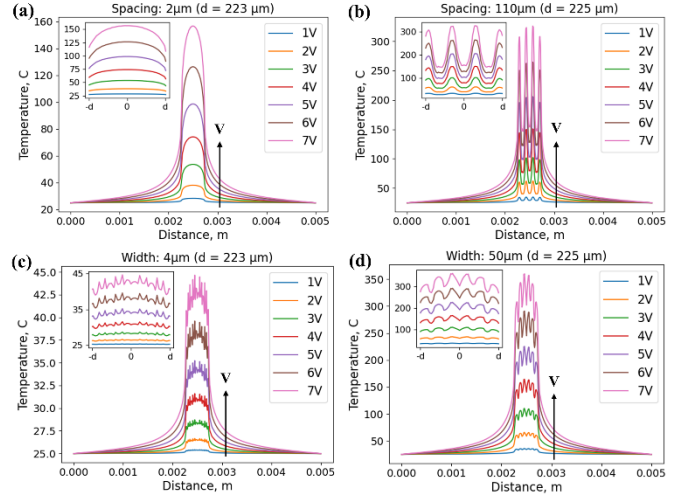 (a)
Spacing: 2μm (d = 223 μm)
160
140
120
100
80
60
40
20
Temperature, C
150
125
100
75
50
25
-d
0
d
1V
2V
3V
4V
5V
6V
7V
V
0.000 0.001 0.002 0.003 0.004 0.005
Distance, m
(b)
Spacing: 110μm (d = 225 μm)
300
250
200
150
100
50
Temperature, C
300
200
100
-d
0
d
1V
2V
3V
4V
5V
6V
7V
V
0.000 0.001 0.002 0.003 0.004 0.005
Distance, m
(c)
Width: 4μm (d = 223 μm)
45.0
42.5
40.0
37.5
35.0
32.5
30.0
27.5
25.0
Temperature, C
45
35
25
-d
0
d
1V
2V
3V
4V
5V
6V
7V
V
0.000 0.001 0.002 0.003 0.004 0.005
Distance, m
(d)
Width: 50μm (d = 225 μm)
350
300
250
200
150
100
50
Temperature, C
300
200
100
-d
0
d
1V
2V
3V
4V
5V
6V
7V
V
0.000 0.001 0.002 0.003 0.004 0.005
Distance, m